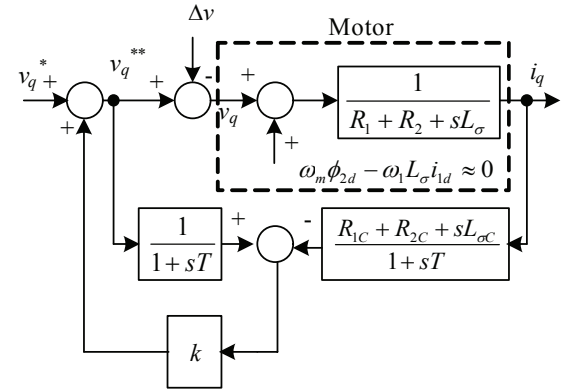 Δv
Motor
v_q^* +
v_q^{**}
+
-
v_q
+
+
1 / (R_1 + R_2 + sL_σ)
i_q
+
ω_m ϕ_{2d} − ω_1 L_σ i_{1d} ≈ 0
1 / (1 + sT)
+
-
(R_{1C} + R_{2C} + sL_{σC}) / (1 + sT)
k